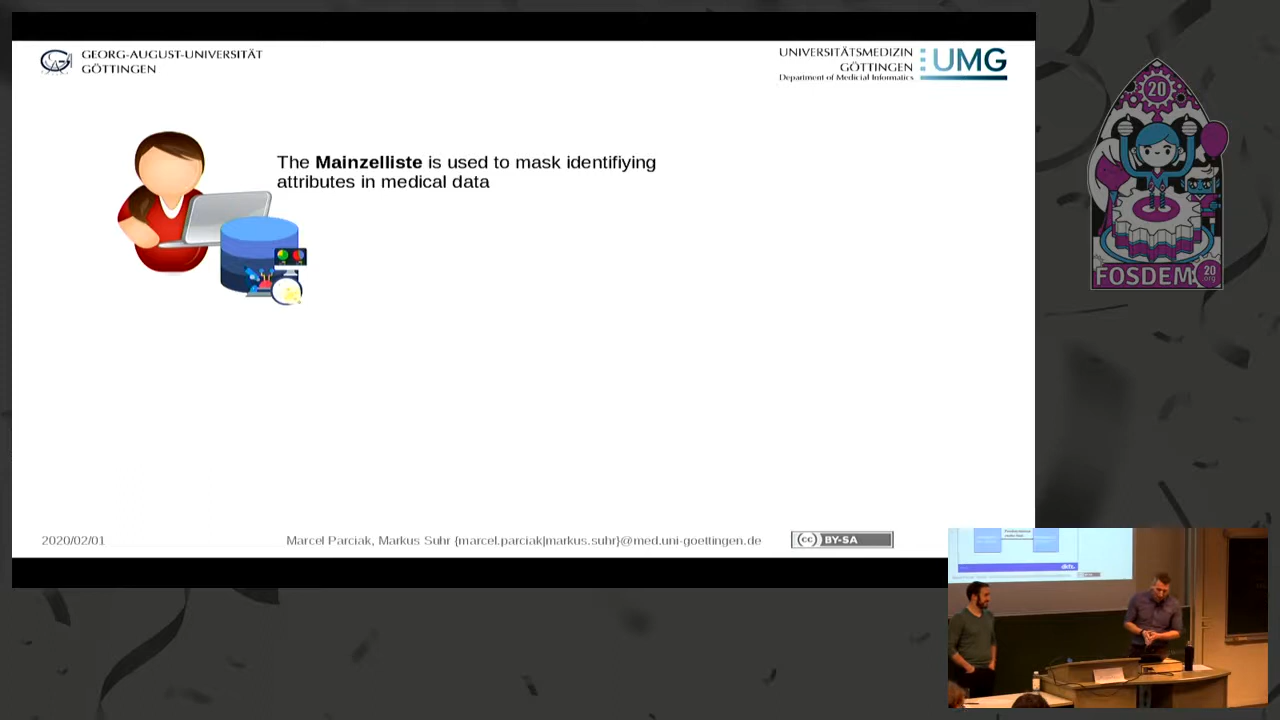 GEORG-AUGUST-UNIVERSITÄT
GÖTTINGEN
UNIVERSITÄTSMEDIZIN
GÖTTINGEN
Department of Medicial Informatics
UMG
The Mainzelliste is used to mask identifiying
attributes in medical data
2020/02/01
Marcel Parciak, Markus Suhr {marcel.parciak|markus.suhr}@med.uni-goettingen.de
cc BY-SA
20
FOSDEM
20
.org